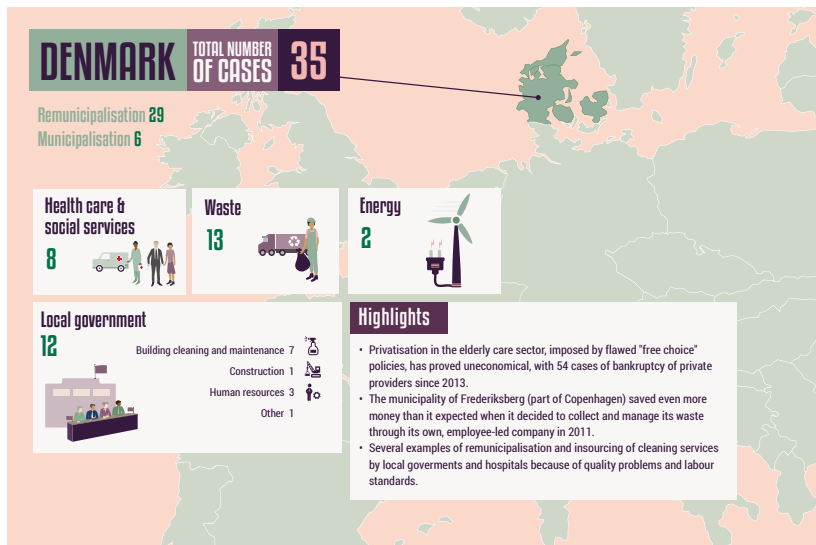 DENMARK
TOTAL NUMBER
OF CASES
35
Remunicipalisation 29
Municipalisation 6
Health care &
social services
8
Waste
13
Energy
2
Local government
12
Building cleaning and maintenance 7
Construction 1
Human resources 3
Other 1
Highlights
• Privatisation in the elderly care sector, imposed by flawed "free choice"
policies, has proved uneconomical, with 54 cases of bankruptcy of private
providers since 2013.
• The municipality of Frederiksberg (part of Copenhagen) saved even more
money than it expected when it decided to collect and manage its waste
through its own, employee-led company in 2011.
• Several examples of remunicipalisation and insourcing of cleaning services
by local goverments and hospitals because of quality problems and labour
standards.